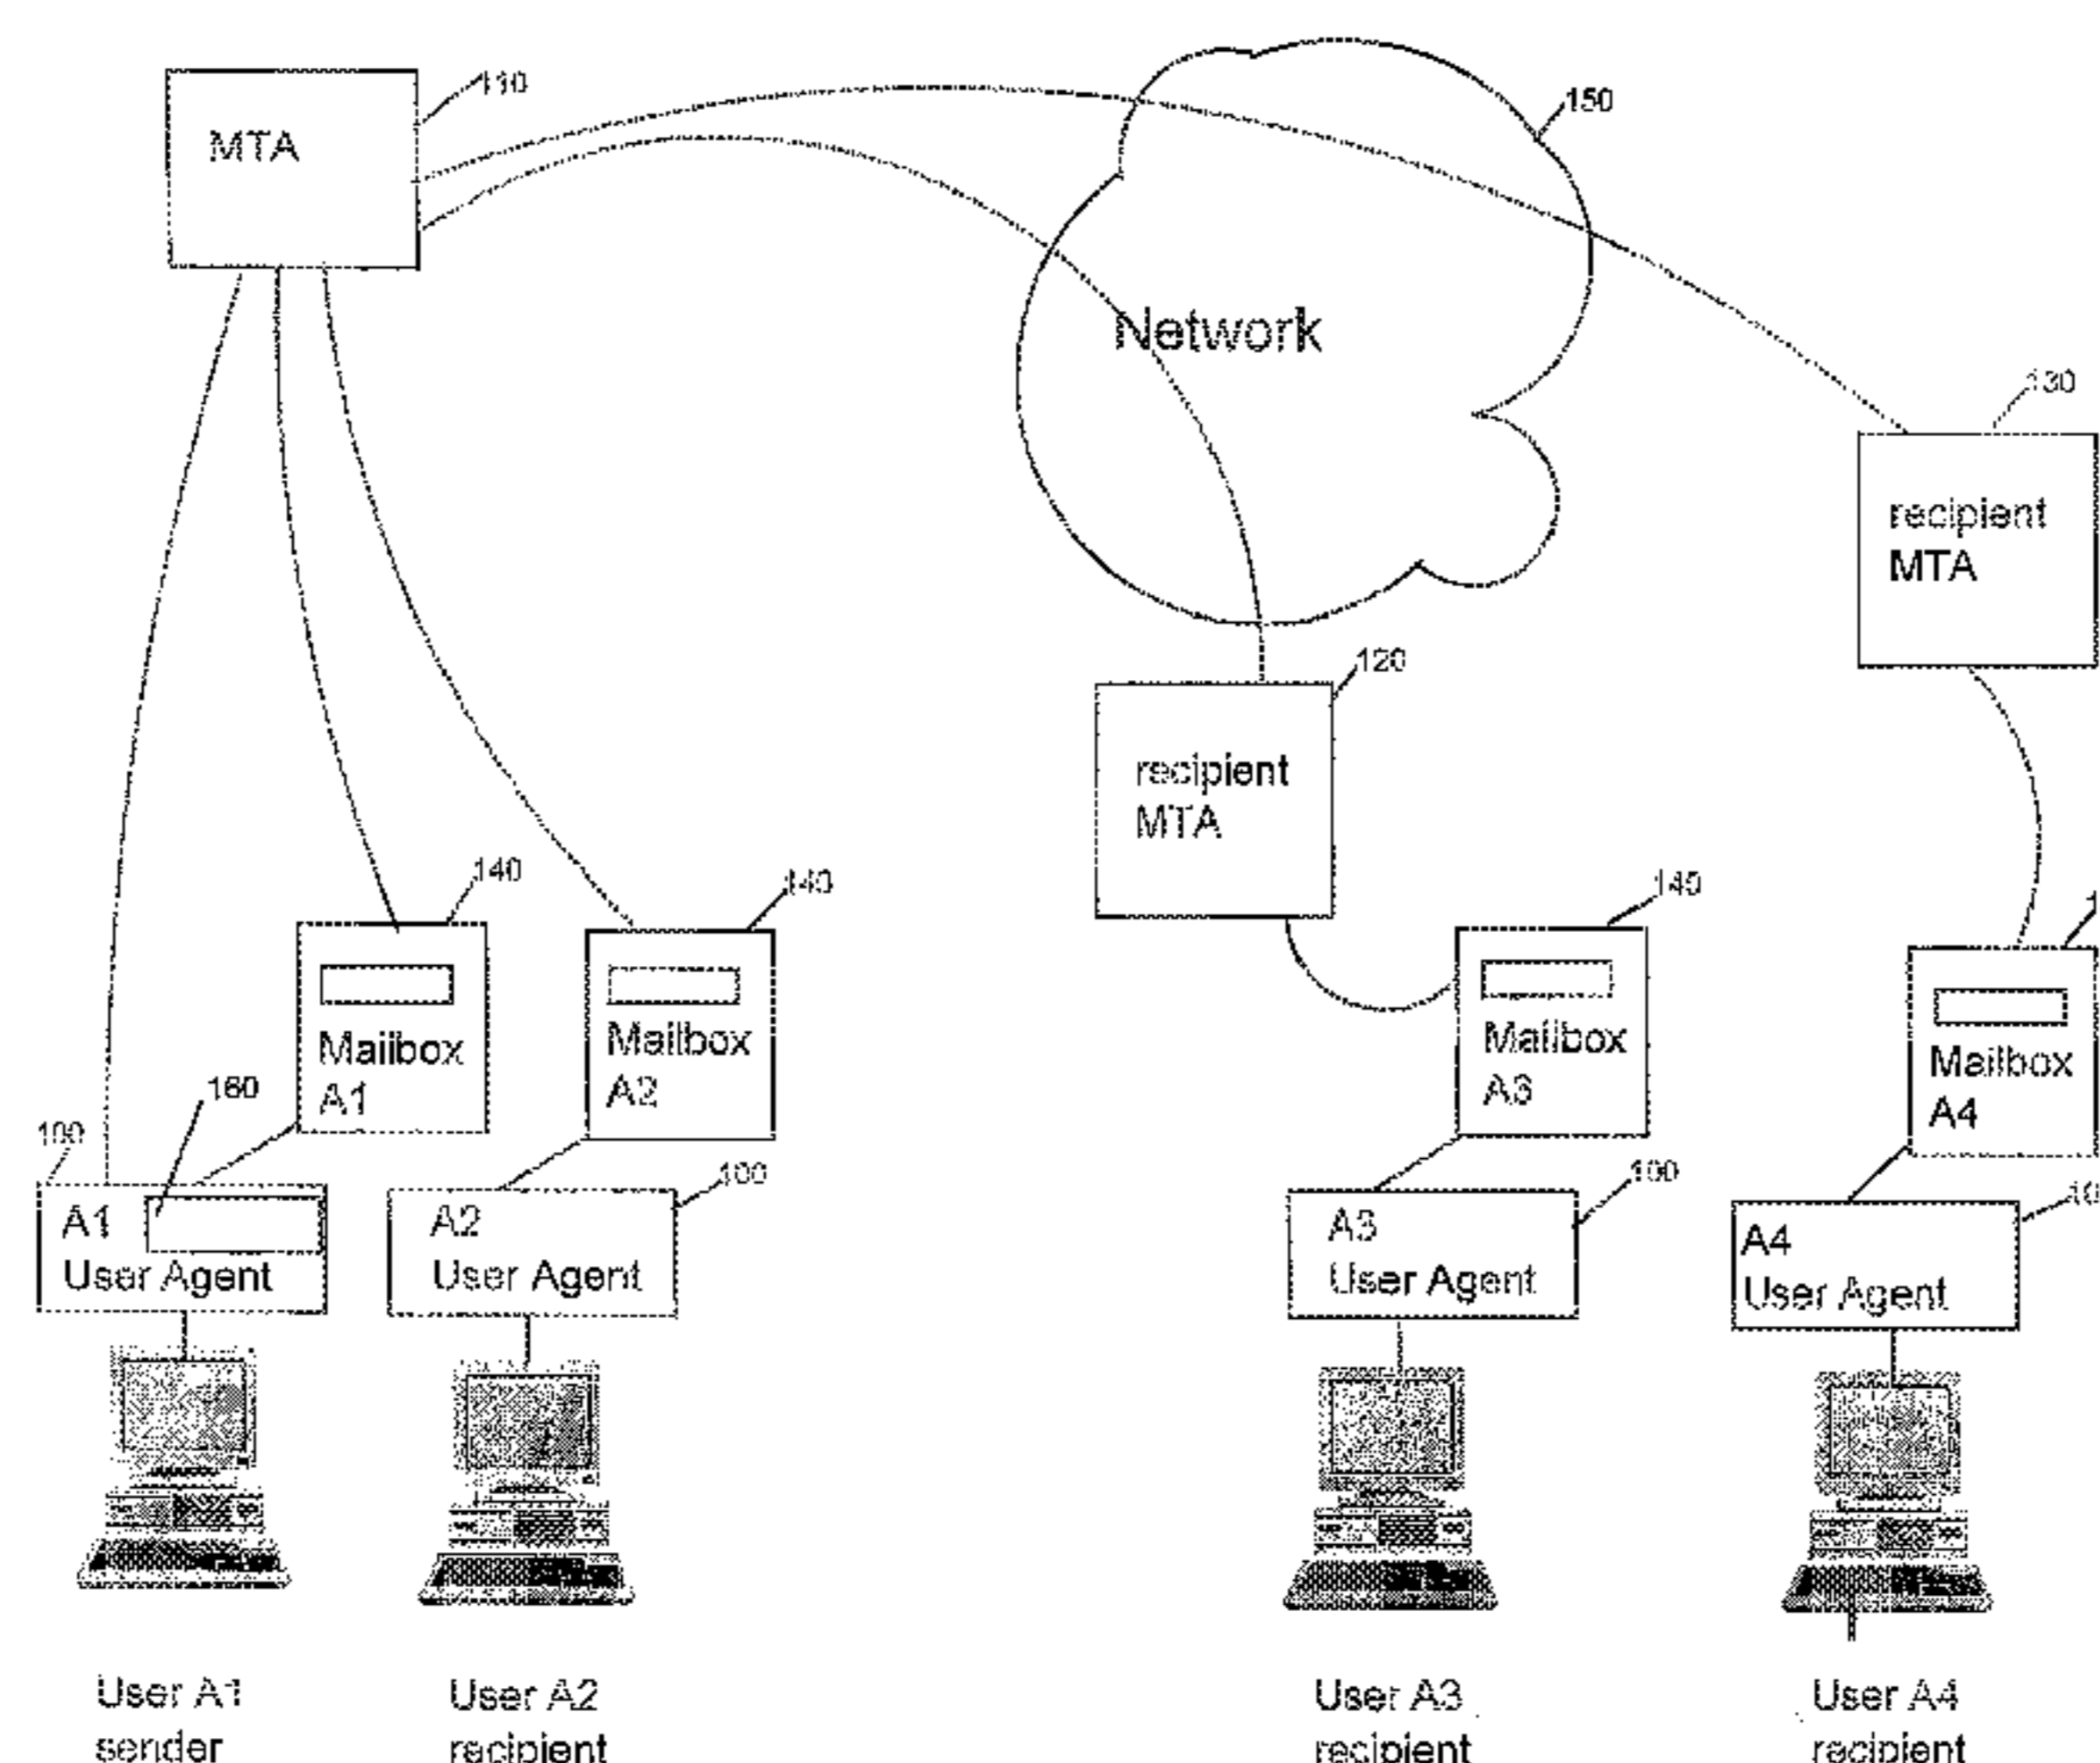 110
MTA
150
Network
130
recipient
MTA
120
recipient
MTA
140
140
140
Mailbox
A1
Mailbox
A2
Mailbox
A3
Mailbox
A4
160
100
100
100
A1
User Agent
A2
User Agent
A3
User Agent
A4
User Agent
User A1
sender
User A2
recipient
User A3
recipient
User A4
recipient